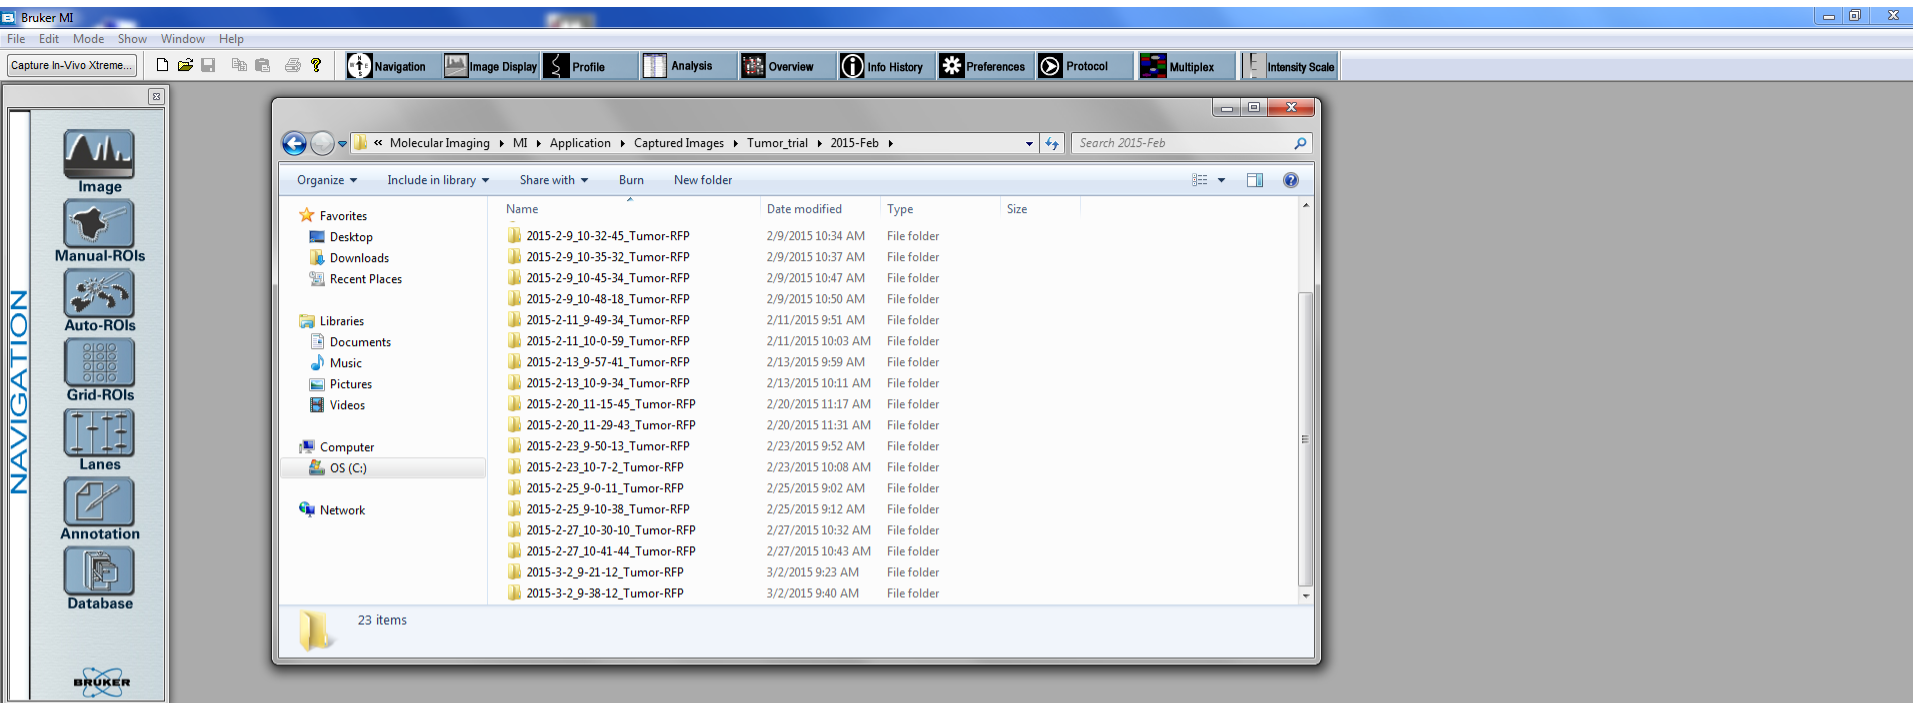 Bruker MI
File Edit Mode Show Window Help
Capture In-Vivo Xtreme... Navigation Image Display Profile Analysis Overview Info History Preferences Protocol Multiplex Intensity Scale
NAVIGATION
Image
Manual-ROIs
Auto-ROIs
Grid-ROIs
Lanes
Annotation
Database
BRUKER
« Molecular Imaging MI Application Captured Images Tumor_trial 2015-Feb Search 2015-Feb
Organize Include in library Share with Burn New folder
Favorites
Desktop
Downloads
Recent Places
Libraries
Documents
Music
Pictures
Videos
Computer
OS (C:)
Network
Name Date modified Type Size
2015-2-9_10-32-45_Tumor-RFP 2/9/2015 10:34 AM File folder
2015-2-9_10-35-32_Tumor-RFP 2/9/2015 10:37 AM File folder
2015-2-9_10-45-34_Tumor-RFP 2/9/2015 10:47 AM File folder
2015-2-9_10-48-18_Tumor-RFP 2/9/2015 10:50 AM File folder
2015-2-11_9-49-34_Tumor-RFP 2/11/2015 9:51 AM File folder
2015-2-11_10-0-59_Tumor-RFP 2/11/2015 10:03 AM File folder
2015-2-13_9-57-41_Tumor-RFP 2/13/2015 9:59 AM File folder
2015-2-13_10-9-34_Tumor-RFP 2/13/2015 10:11 AM File folder
2015-2-20_11-15-45_Tumor-RFP 2/20/2015 11:17 AM File folder
2015-2-20_11-29-43_Tumor-RFP 2/20/2015 11:31 AM File folder
2015-2-23_9-50-13_Tumor-RFP 2/23/2015 9:52 AM File folder
2015-2-23_10-7-2_Tumor-RFP 2/23/2015 10:08 AM File folder
2015-2-25_9-0-11_Tumor-RFP 2/25/2015 9:02 AM File folder
2015-2-25_9-10-38_Tumor-RFP 2/25/2015 9:12 AM File folder
2015-2-27_10-30-10_Tumor-RFP 2/27/2015 10:32 AM File folder
2015-2-27_10-41-44_Tumor-RFP 2/27/2015 10:43 AM File folder
2015-3-2_9-21-12_Tumor-RFP 3/2/2015 9:23 AM File folder
2015-3-2_9-38-12_Tumor-RFP 3/2/2015 9:40 AM File folder
23 items